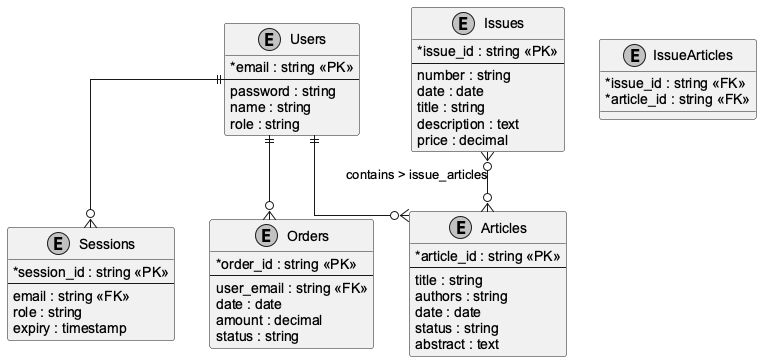 E Users
*email : string «PK»
password : string
name : string
role : string
E Issues
*issue_id : string «PK»
number : string
date : date
title : string
description : text
price : decimal
E IssueArticles
*issue_id : string «FK»
*article_id : string «FK»
contains > issue_articles
E Sessions
*session_id : string «PK»
email : string «FK»
role : string
expiry : timestamp
E Orders
*order_id : string «PK»
user_email : string «FK»
date : date
amount : decimal
status : string
E Articles
*article_id : string «PK»
title : string
authors : string
date : date
status : string
abstract : text